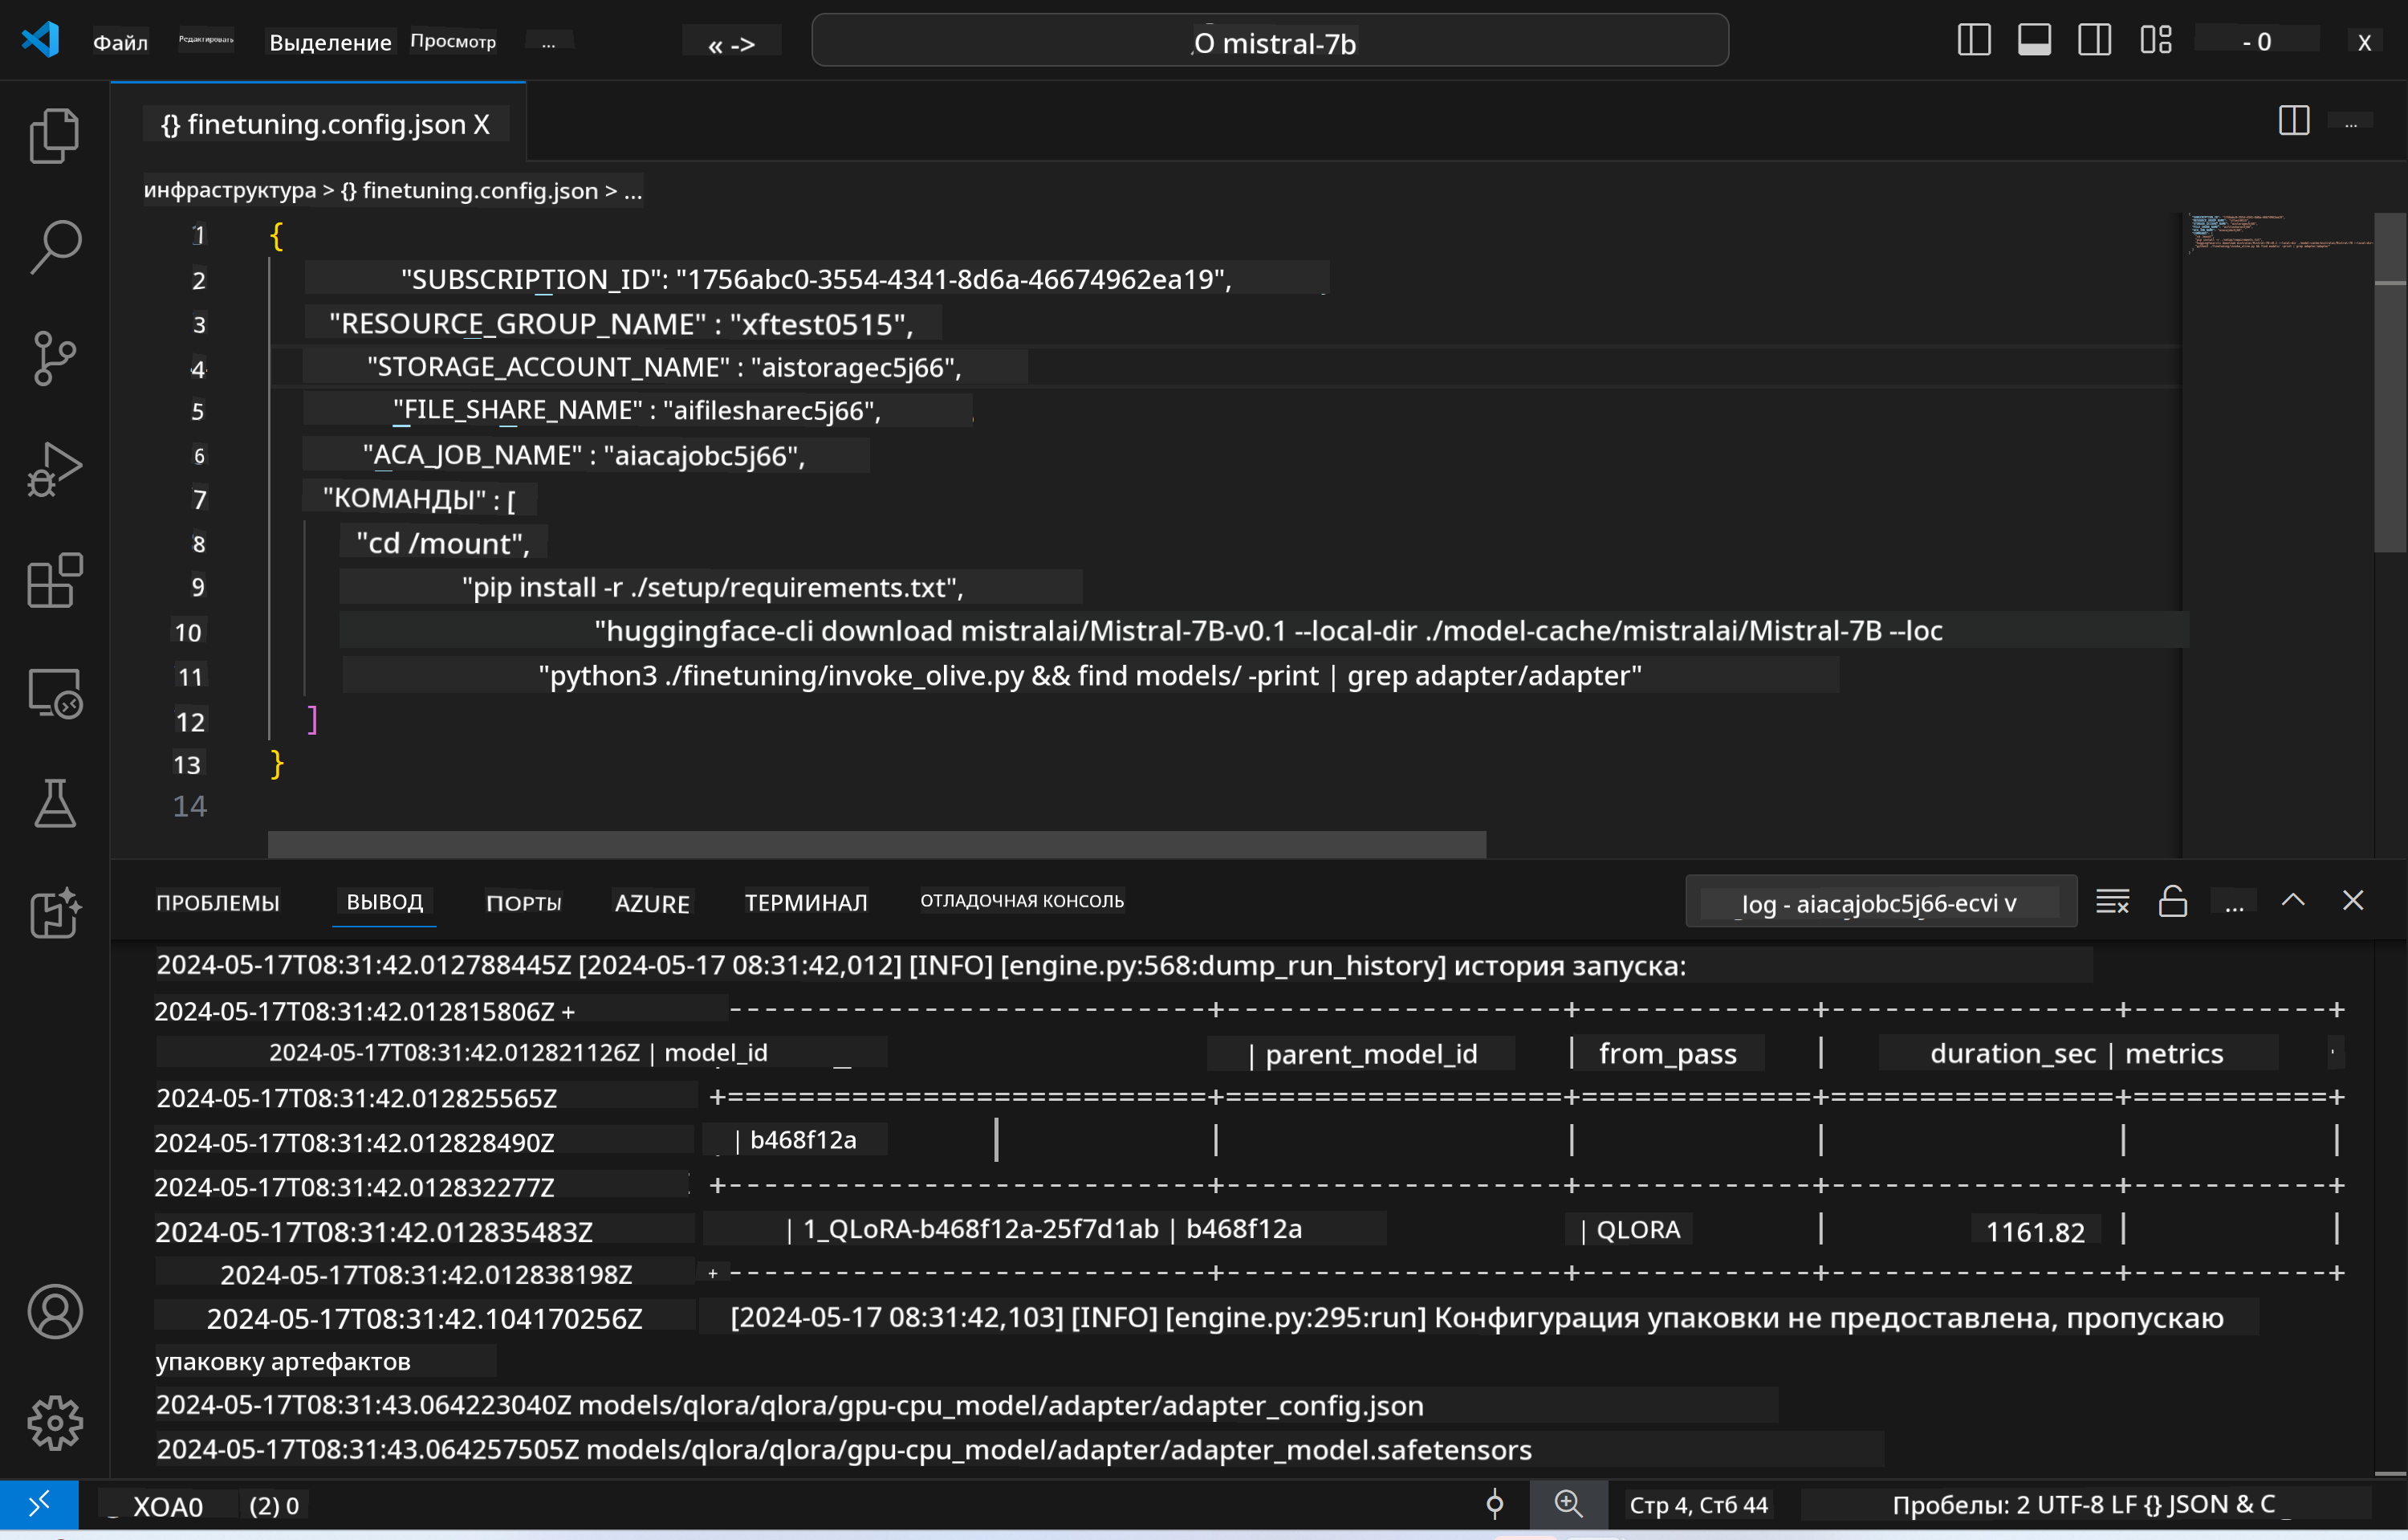 Файл Редактировать Выделение Просмотр ... « -> O mistral-7b - 0 X
{} finetuning.config.json X ...
инфраструктура > {} finetuning.config.json > ...
1 {
2 "SUBSCRIPTION_ID": "1756abc0-3554-4341-8d6a-46674962ea19",
3 "RESOURCE_GROUP_NAME" : "xftest0515",
4 "STORAGE_ACCOUNT_NAME" : "aistoragec5j66",
5 "FILE_SHARE_NAME" : "aifilesharec5j66",
6 "ACA_JOB_NAME" : "aiacajobc5j66",
7 "КОМАНДЫ" : [
8 "cd /mount",
9 "pip install -r ./setup/requirements.txt",
10 "huggingface-cli download mistralai/Mistral-7B-v0.1 --local-dir ./model-cache/mistralai/Mistral-7B --loc
11 "python3 ./finetuning/invoke_olive.py && find models/ -print | grep adapter/adapter"
12 ]
13 }
14
ПРОБЛЕМЫ ВЫВОД ПОРТЫ AZURE ТЕРМИНАЛ ОТЛАДОЧНАЯ КОНСОЛЬ _log - aiacajobc5j66-ecvi v ...
2024-05-17T08:31:42.012788445Z [2024-05-17 08:31:42,012] [INFO] [engine.py:568:dump_run_history] история запуска:
2024-05-17T08:31:42.012815806Z +---------------------------+-------------------+-------------+----------------+-----------+
2024-05-17T08:31:42.012821126Z | model_id | parent_model_id | from_pass | duration_sec | metrics
2024-05-17T08:31:42.012825565Z +===========================+===================+=============+================+===========+
2024-05-17T08:31:42.012828490Z | b468f12a | | | | |
2024-05-17T08:31:42.012832277Z +---------------------------+-------------------+-------------+----------------+-----------+
2024-05-17T08:31:42.012835483Z | 1_QLoRA-b468f12a-25f7d1ab | b468f12a | QLORA | 1161.82 | |
2024-05-17T08:31:42.012838198Z +---------------------------+-------------------+-------------+----------------+-----------+
2024-05-17T08:31:42.104170256Z [2024-05-17 08:31:42,103] [INFO] [engine.py:295:run] Конфигурация упаковки не предоставлена, пропускаю
упаковку артефактов
2024-05-17T08:31:43.064223040Z models/qlora/qlora/gpu-cpu_model/adapter/adapter_config.json
2024-05-17T08:31:43.064257505Z models/qlora/qlora/gpu-cpu_model/adapter/adapter_model.safetensors
XOA0 (2) 0 Стр 4, Стб 44 Пробелы: 2 UTF-8 LF {} JSON & C